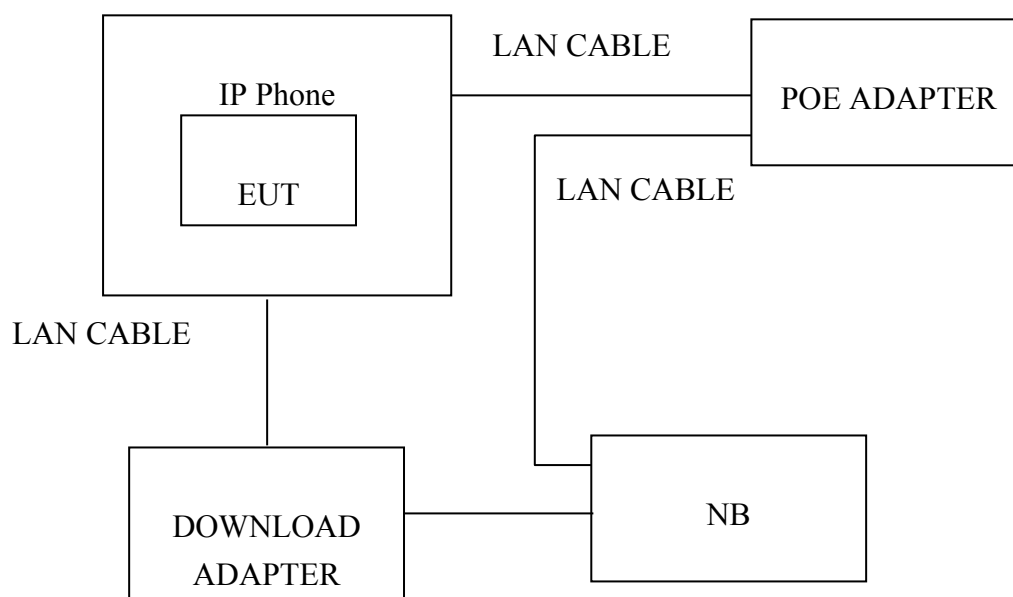 LAN CABLE
IP Phone
POE ADAPTER
EUT
LAN CABLE
LAN CABLE
NB
DOWNLOAD
ADAPTER